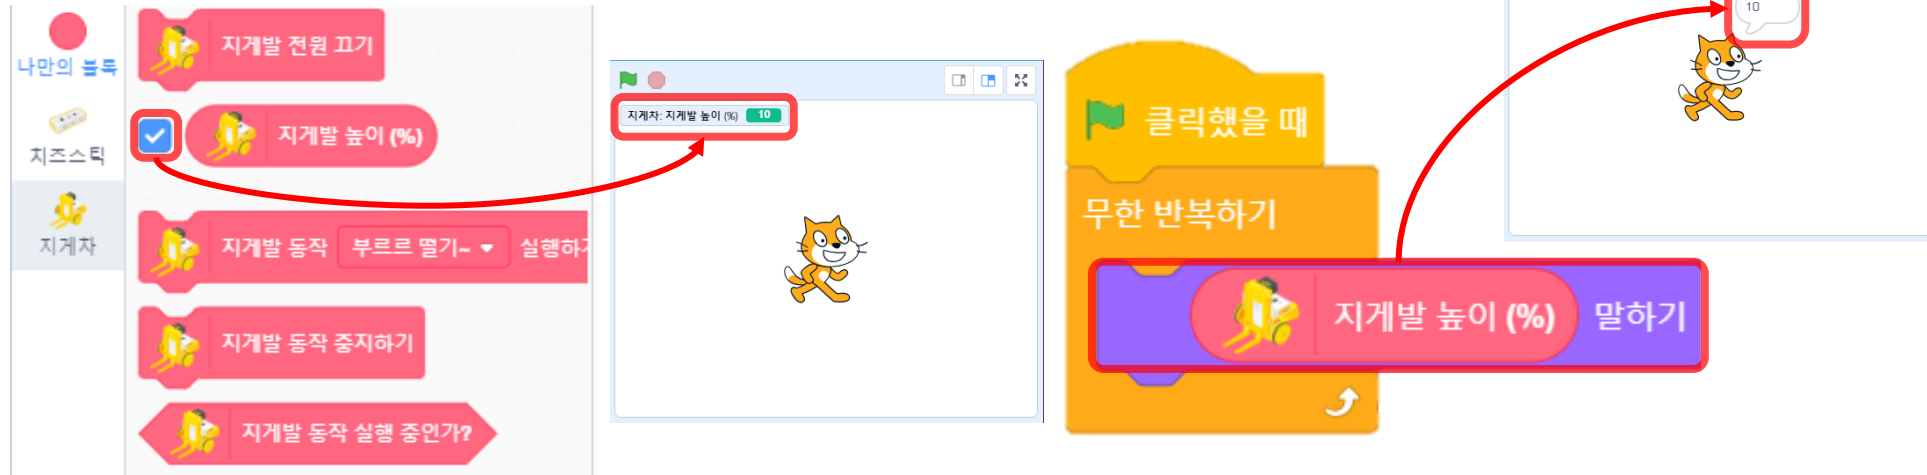 나만의 블록
치즈스틱
지게차
지게발 전원 끄기
지게발 높이 (%)
지게발 동작 부르르 떨기~ 실행하기
지게발 동작 중지하기
지게발 동작 실행 중인가?
지게차: 지게발 높이 (%) 10
클릭했을 때
무한 반복하기
지게발 높이 (%) 말하기
10